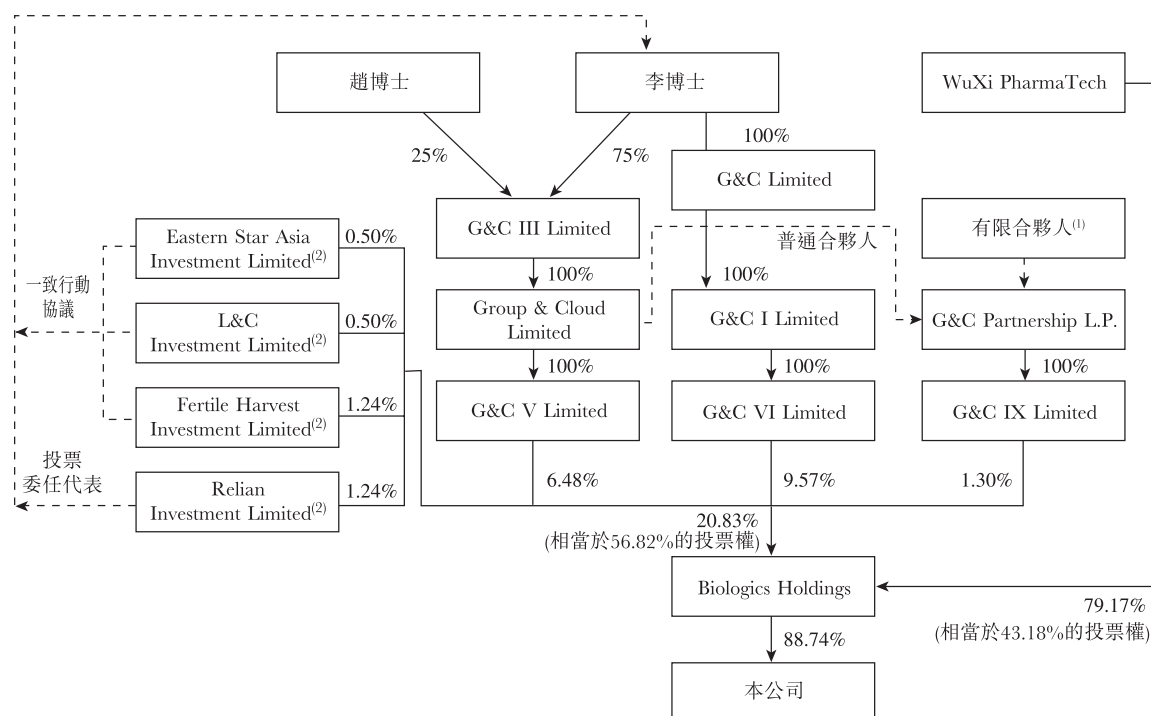 趙博士
李博士
WuXi PharmaTech
25%
75%
100%
G&C Limited
G&C III Limited
普通合夥人
有限合夥人(1)
Eastern Star Asia
Investment Limited(2)
0.50%
100%
100%
一致行動
協議
L&C
Investment Limited(2)
0.50%
Group & Cloud
Limited
G&C I Limited
G&C Partnership L.P.
100%
100%
100%
Fertile Harvest
Investment Limited(2)
1.24%
G&C V Limited
G&C VI Limited
G&C IX Limited
投票
委任代表
Relian
Investment Limited(2)
1.24%
6.48%
9.57%
1.30%
20.83%
(相當於56.82%的投票權)
Biologics Holdings
79.17%
(相當於43.18%的投票權)
88.74%
本公司